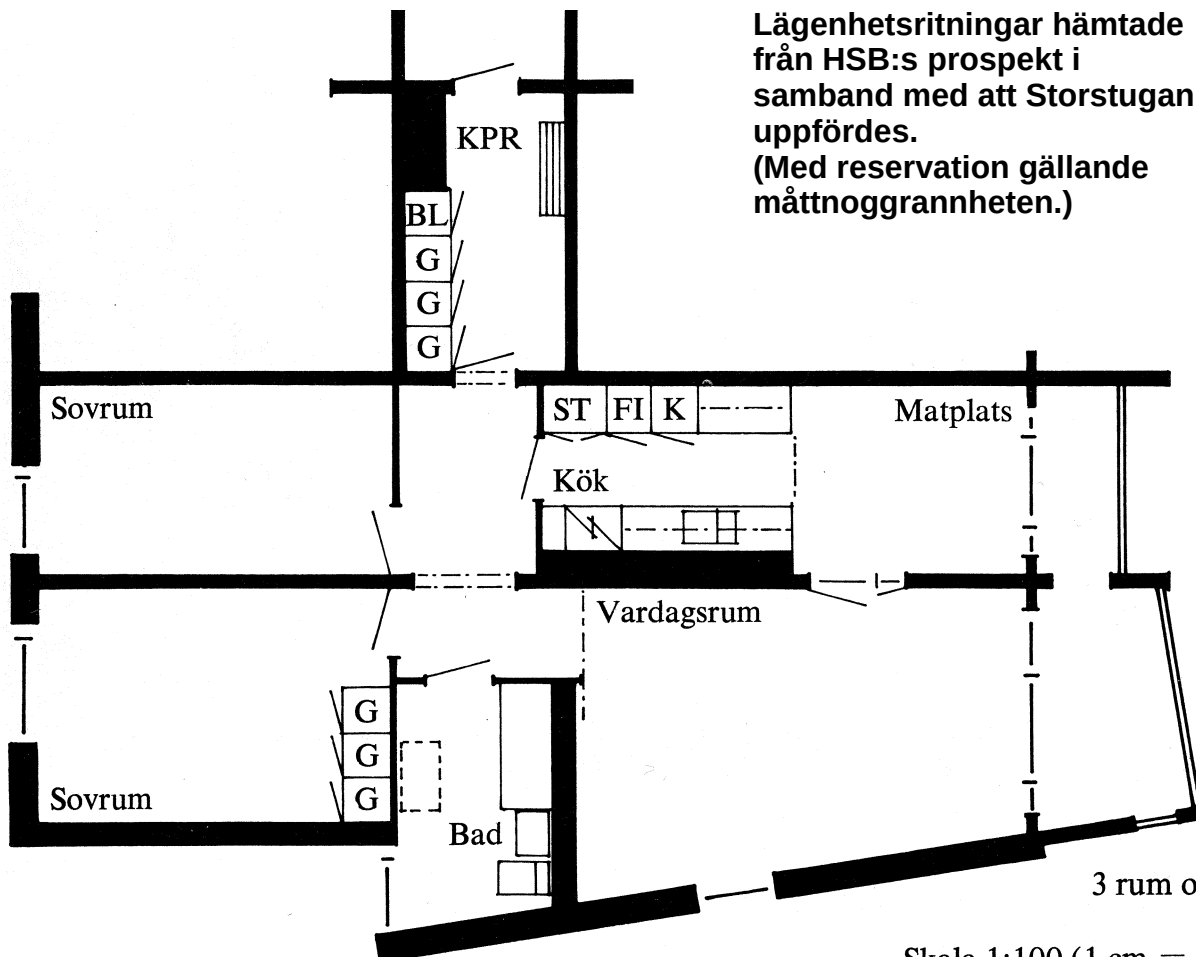 Lägenhetsritningar hämtade
från HSB:s prospekt i
samband med att Storstugan
uppfördes.
(Med reservation gällande
måttnoggrannheten.)
KPR
BL
G
G
G
Sovrum
ST FI K
Matplats
Kök
Vardagsrum
G
G
G
Sovrum
Bad
3 rum o
Skala 1:100 (1 cm =